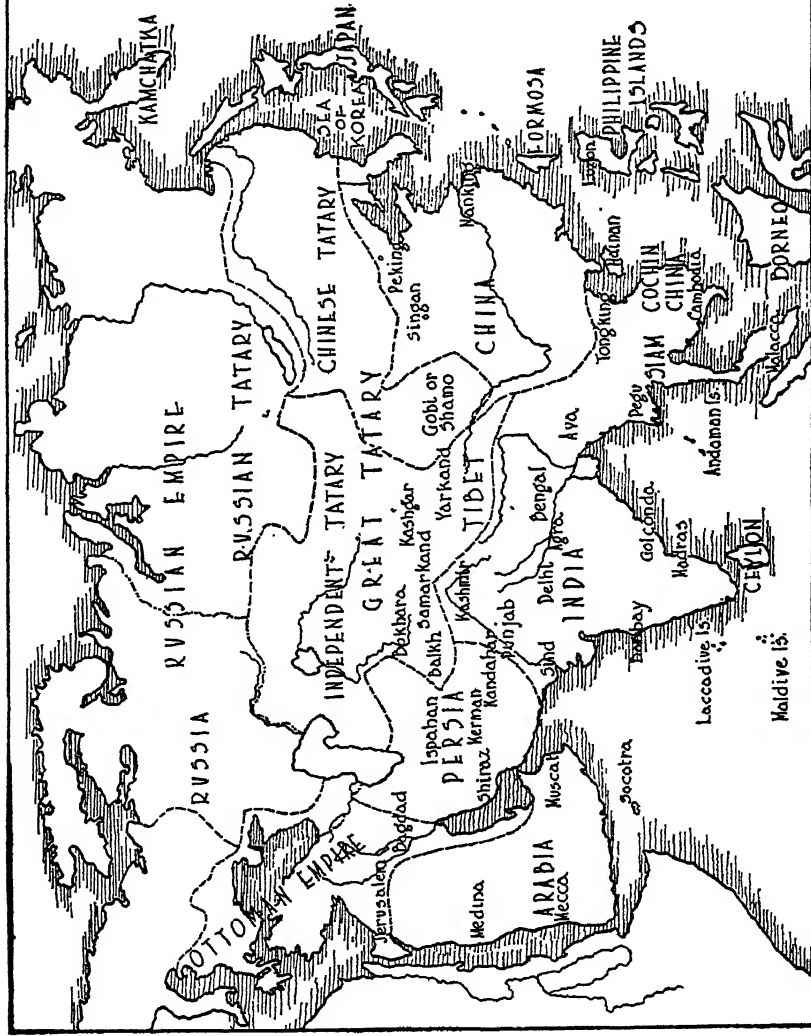 KAMCHATKA
RUSSIAN EMPIRE
RUSSIA
RUSSIAN TATARY
OTTOMAN EMPIRE
CHINESE TATARY
INDEPENDENT TATARY
GREAT TATARY
SEA
OF
KOREA
JAPAN
Jerusalem
Bagdad
Bokhara
Kashgar
Samarkand
Balkh
Peking
Singan
Gobi or
Shamo
Yarkand
Ispahan
PERSIA
Kerman
Shiraz
Kandahar
Kashmir
TIBET
CHINA
Nanking
Punjab
Medina
ARABIA
Mecca
Muscat
Sind
Delhi
Agra
Bengal
INDIA
Ava
FORMOSA
Tongking
Hainan
Luzon
PHILIPPINE
ISLANDS
Socotra
Bombay
Golconda
Madras
Pegu
SIAM
COCHIN
CHINA
Cambodia
Laccadive Is.
Andaman Is.
CEYLON
Maldive Is.
Malacca
BORNEO